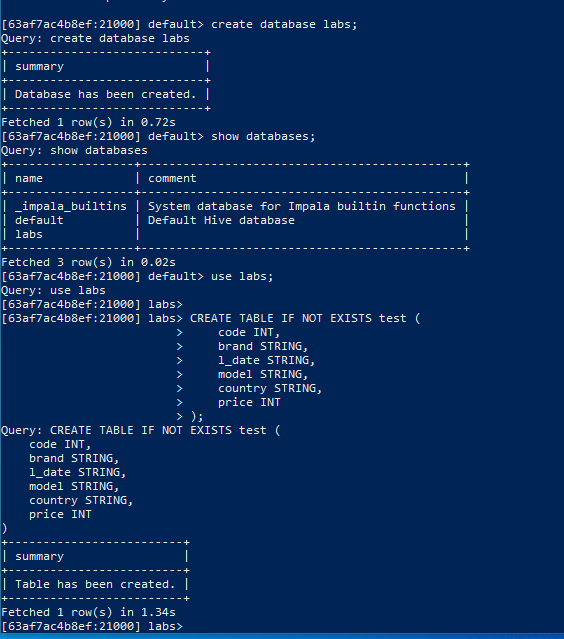 [63af7ac4b8ef:21000] default> create database labs;
Query: create database labs
+----------------------------+
| summary                    |
+----------------------------+
| Database has been created. |
+----------------------------+
Fetched 1 row(s) in 0.72s
[63af7ac4b8ef:21000] default> show databases;
Query: show databases
+------------------+----------------------------------------------+
| name             | comment                                      |
+------------------+----------------------------------------------+
| _impala_builtins | System database for Impala builtin functions |
| default          | Default Hive database                        |
| labs             |                                              |
+------------------+----------------------------------------------+
Fetched 3 row(s) in 0.02s
[63af7ac4b8ef:21000] default> use labs;
Query: use labs
[63af7ac4b8ef:21000] labs>
[63af7ac4b8ef:21000] labs> CREATE TABLE IF NOT EXISTS test (
                         >     code INT,
                         >     brand STRING,
                         >     l_date STRING,
                         >     model STRING,
                         >     country STRING,
                         >     price INT
                         > );
Query: CREATE TABLE IF NOT EXISTS test (
    code INT,
    brand STRING,
    l_date STRING,
    model STRING,
    country STRING,
    price INT
)
+-------------------------+
| summary                 |
+-------------------------+
| Table has been created. |
+-------------------------+
Fetched 1 row(s) in 1.34s
[63af7ac4b8ef:21000] labs>